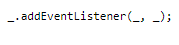 _.addEventListener(_, _);